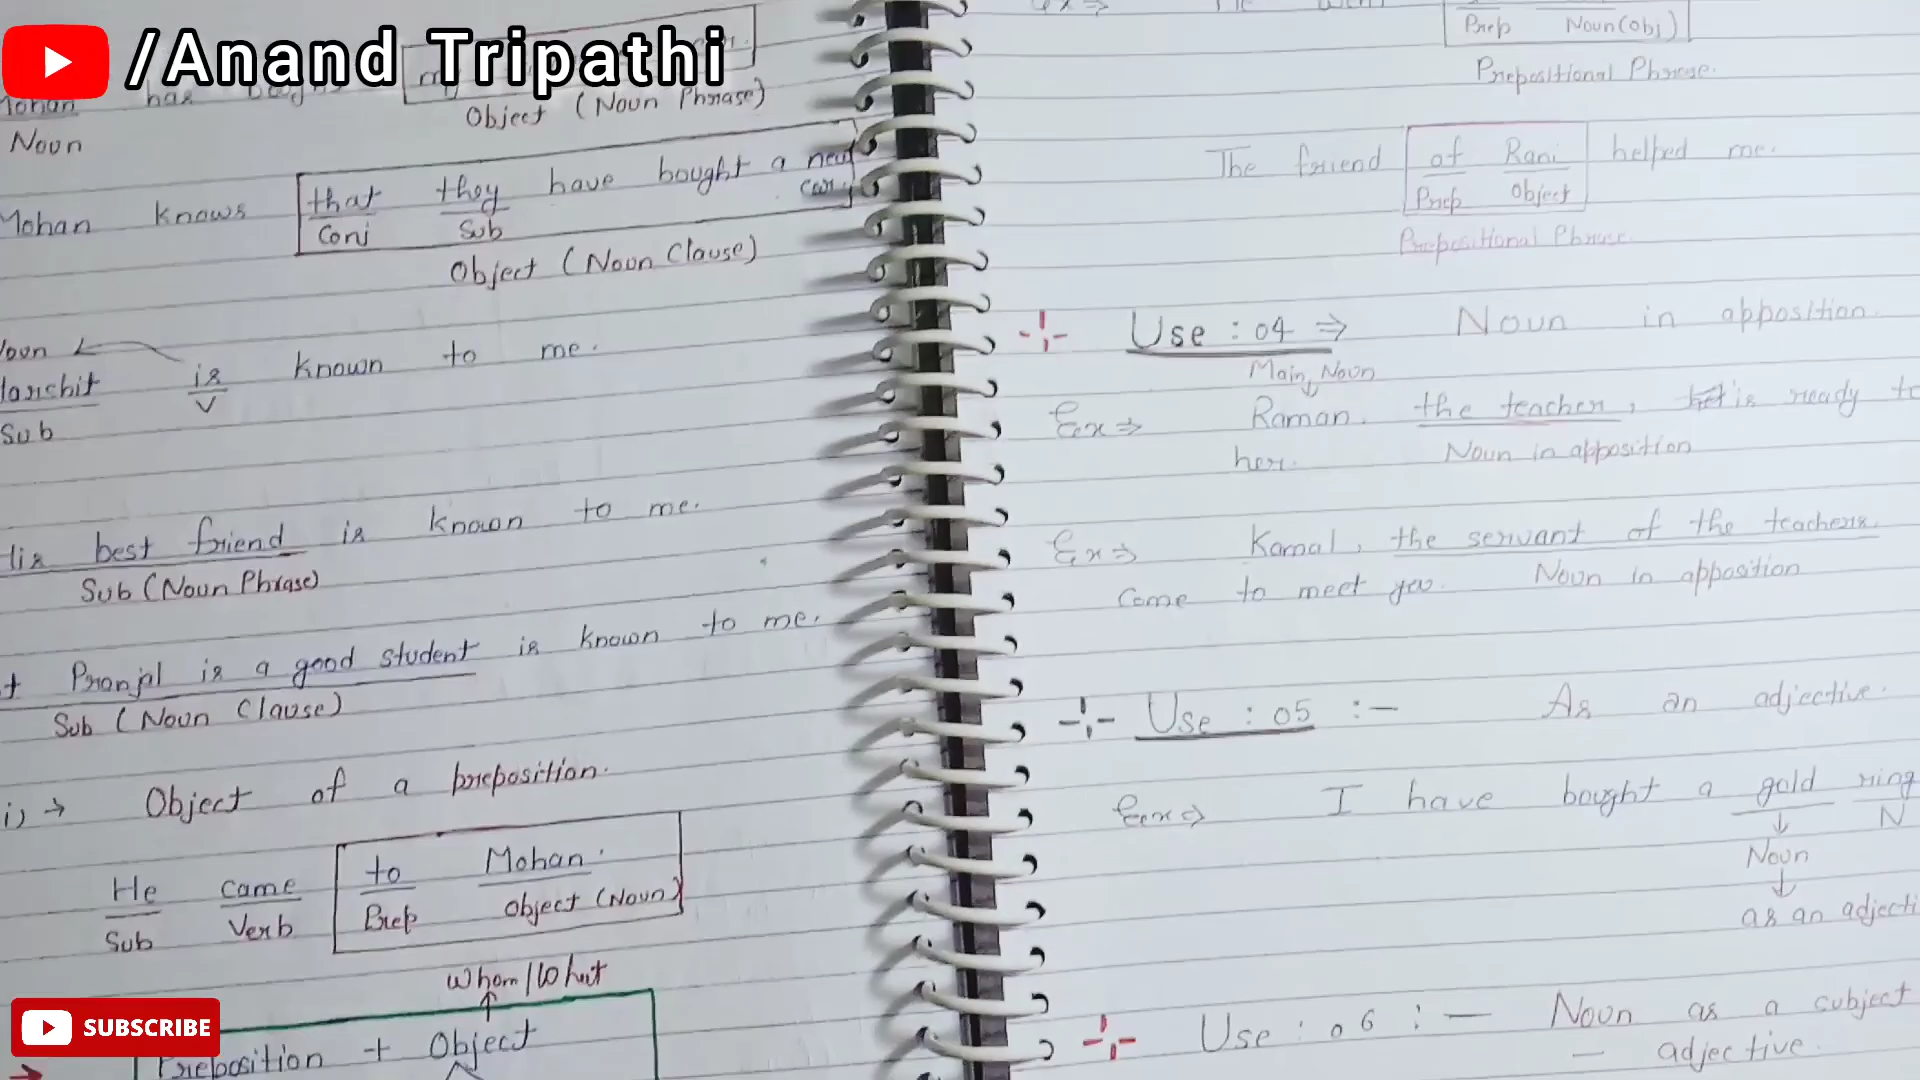 /Anand Tripathi
Mohan has
Noun
Object (Noun Phrase)
Mohan knows that they have bought a new car.
Conj Sub
Object (Noun Clause)
is known to me.
Sub V
best friend is known to me.
Sub (Noun Phrase)
Pranjal is a good student is known to me.
Sub (Noun Clause)
i) → Object of a preposition.
He came to Mohan.
Sub Verb Prep Object (Noun)
Whom/What
Preposition + Object
SUBSCRIBE
Ex ⇒ He went
Prep Noun(Obj)
Prepositional Phrase.
The friend of Rani helped me.
Prep Object
Prepositional Phrase
Use : 04 ⇒ Noun in apposition.
Main Noun
Ex ⇒ Raman, the teacher, is ready to
her. Noun in apposition
Ex ⇒ Kamal, the servant of the teachers,
Come to meet you. Noun in apposition
Use : 05 :- As an adjective.
Ex ⇒ I have bought a gold ring
N
Noun
as an adjecti
Use : 06 : — Noun as a subject
— adjective.